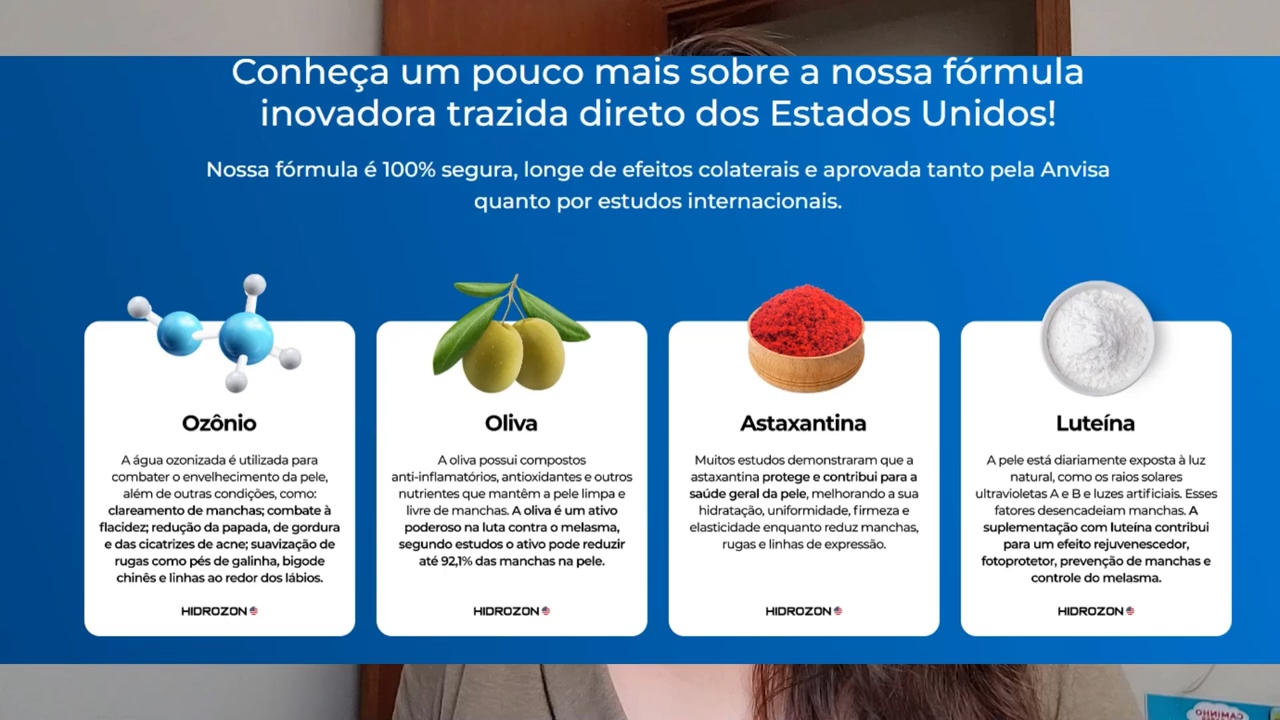 Conheça um pouco mais sobre a nossa fórmula
inovadora trazida direto dos Estados Unidos!
Nossa fórmula é 100% segura, longe de efeitos colaterais e aprovada tanto pela Anvisa
quanto por estudos internacionais.
Ozônio
A água ozonizada é utilizada para
combater o envelhecimento da pele,
além de outras condições, como:
clareamento de manchas; combate à
flacidez; redução da papada, de gordura
e das cicatrizes de acne; suavização de
rugas como pés de galinha, bigode
chinês e linhas ao redor dos lábios.
HIDROZON
Oliva
A oliva possui compostos
anti-inflamatórios, antioxidantes e outros
nutrientes que mantêm a pele limpa e
livre de manchas. A oliva é um ativo
poderoso na luta contra o melasma,
segundo estudos o ativo pode reduzir
até 92,1% das manchas na pele.
HIDROZON
Astaxantina
Muitos estudos demonstraram que a
astaxantina protege e contribui para a
saúde geral da pele, melhorando a sua
hidratação, uniformidade, firmeza e
elasticidade enquanto reduz manchas,
rugas e linhas de expressão.
HIDROZON
Luteína
A pele está diariamente exposta à luz
natural, como os raios solares
ultravioletas A e B e luzes artificiais. Esses
fatores desencadeiam manchas. A
suplementação com luteína contribui
para um efeito rejuvenescedor,
fotoprotetor, prevenção de manchas e
controle do melasma.
HIDROZON
CAMINHO